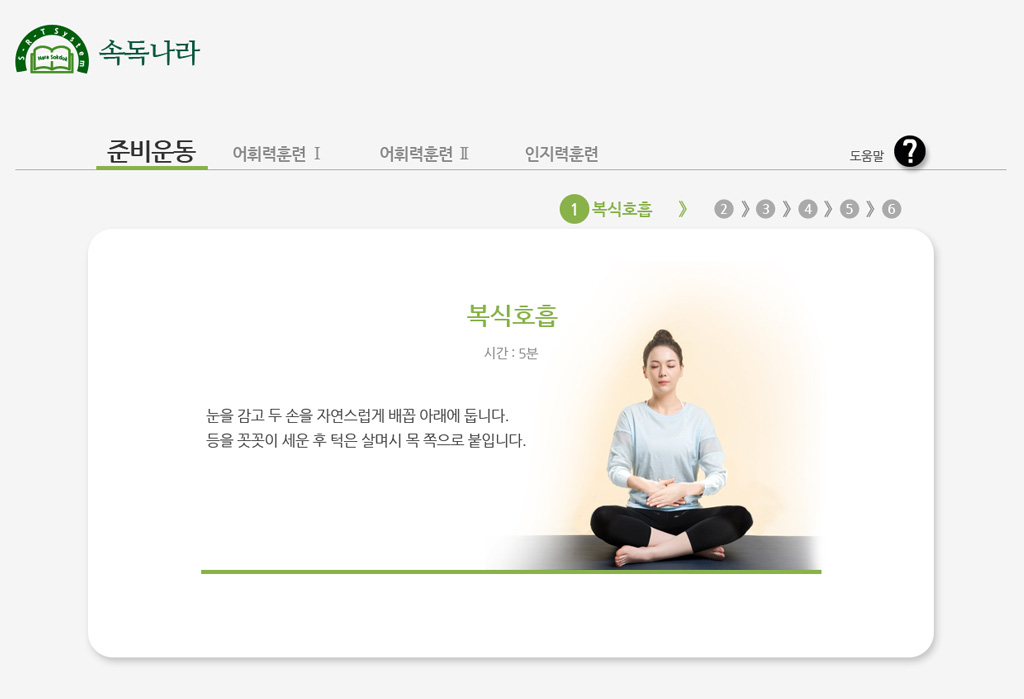 S-R-T System
Nara Sokdok
속독나라
준비운동
어휘력훈련 Ⅰ
어휘력훈련 Ⅱ
인지력훈련
도움말 ?
1 복식호흡 》 2 》 3 》 4 》 5 》 6
복식호흡
시간 : 5분
눈을 감고 두 손을 자연스럽게 배꼽 아래에 둡니다.
등을 꼿꼿이 세운 후 턱은 살며시 목 쪽으로 붙입니다.